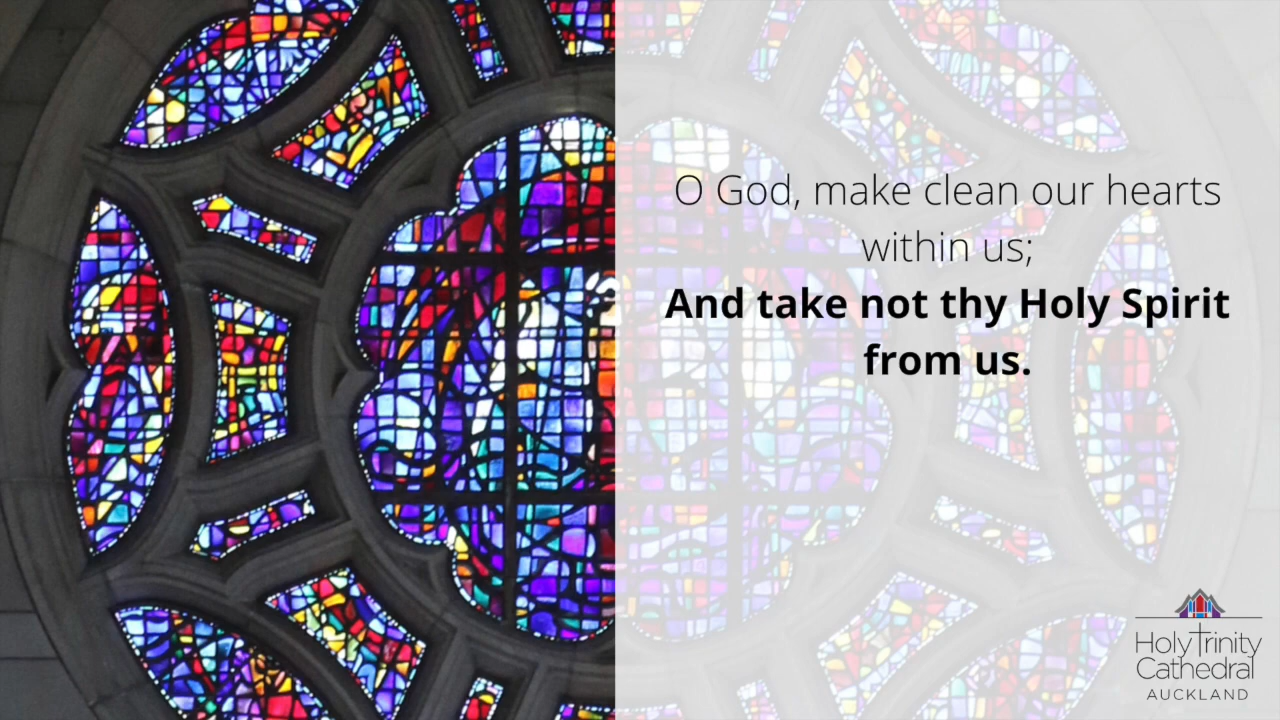 O God, make clean our hearts
within us;
And take not thy Holy Spirit
from us.
Holy Trinity
Cathedral
AUCKLAND